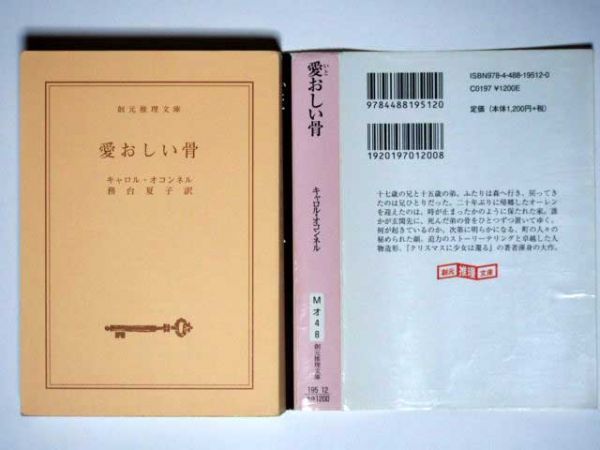 創元推理文庫
愛おしい骨
キャロル・オコンネル
務台夏子訳
愛おしい骨
いと
キャロル・オコンネル
M
オ
4
8
創元推理文庫
195 12
1200
9784488195120
ISBN978-4-488-19512-0
C0197 ¥1200E
定価（本体1,200円+税）
1920197012008
十七歳の兄と十五歳の弟。ふたりは森へ行き、戻ってき
たのは兄ひとりだった。二十年ぶりに帰郷したオーレン
を迎えたのは、時が止まったかのように保たれた家。誰
かが玄関先に、死んだ弟の骨をひとつずつ置いてゆく。
何が起きているのか。次第に明らかになる、町の人々の
秘められた顔。迫力のストーリーテリングと卓越した人
物造形。『クリスマスに少女は還る』の著者渾身の大作。
創元 推理 文庫